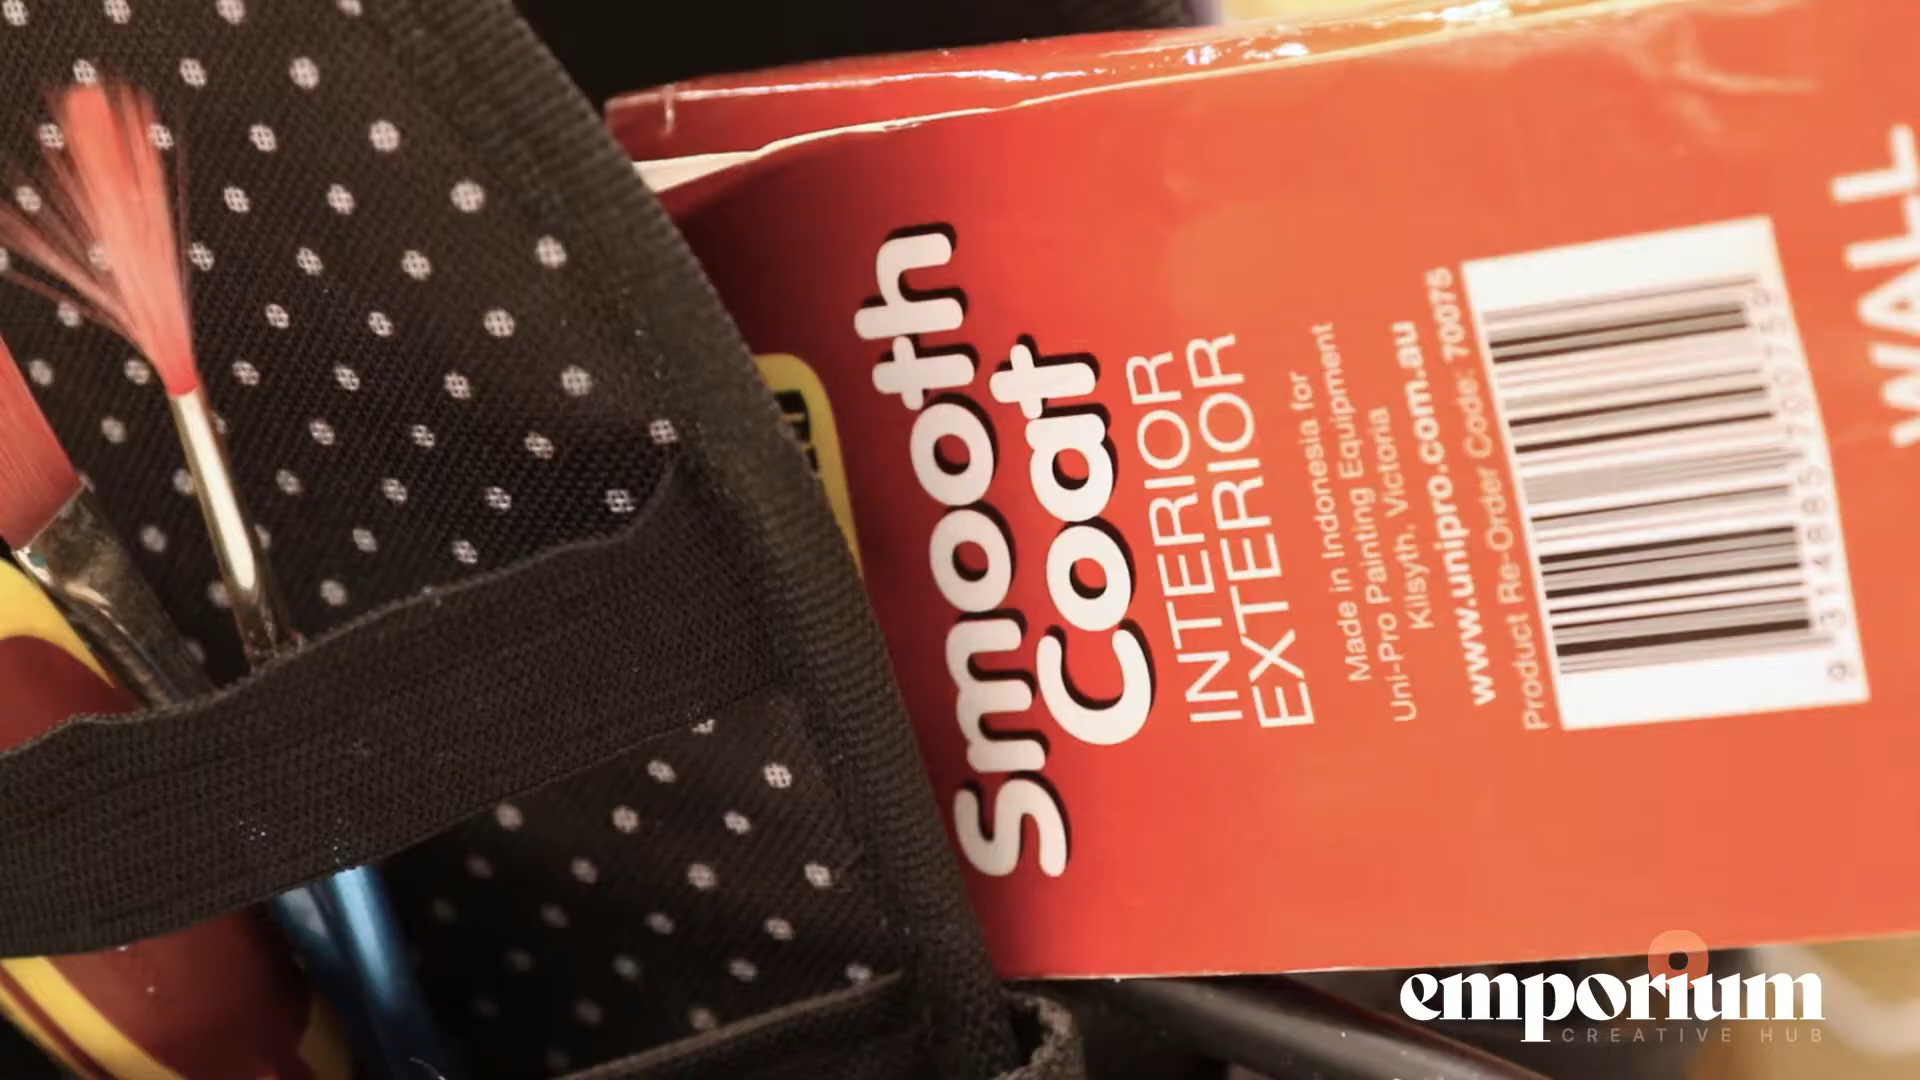 Smooth
Coat
INTERIOR
EXTERIOR
Made in Indonesia for
Uni-Pro Painting Equipment
Kilsyth, Victoria
www.unipro.com.au
Product Re-Order Code: 70075
WALL
emporium
CREATIVE HUB